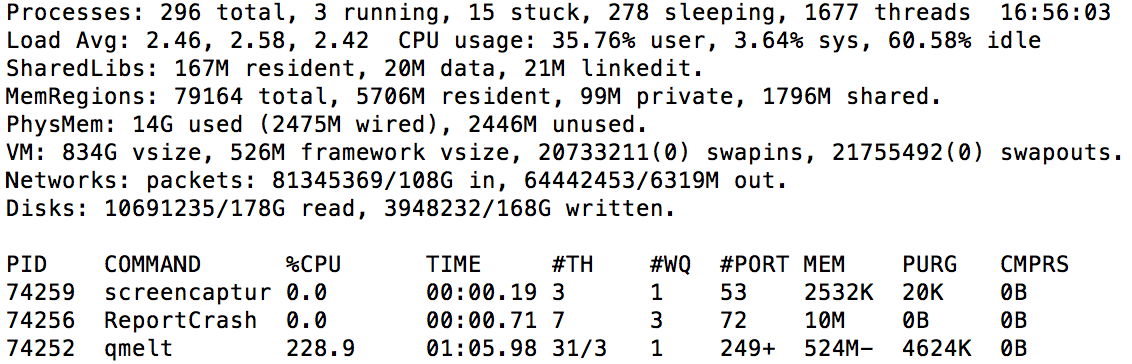 Processes: 296 total, 3 running, 15 stuck, 278 sleeping, 1677 threads  16:56:03
Load Avg: 2.46, 2.58, 2.42  CPU usage: 35.76% user, 3.64% sys, 60.58% idle
SharedLibs: 167M resident, 20M data, 21M linkedit.
MemRegions: 79164 total, 5706M resident, 99M private, 1796M shared.
PhysMem: 14G used (2475M wired), 2446M unused.
VM: 834G vsize, 526M framework vsize, 20733211(0) swapins, 21755492(0) swapouts.
Networks: packets: 81345369/108G in, 64442453/6319M out.
Disks: 10691235/178G read, 3948232/168G written.
PID    COMMAND      %CPU      TIME     #TH    #WQ  #PORT MEM    PURG   CMPRS
74259  screencaptur 0.0       00:00.19 3      1    53    2532K  20K    0B
74256  ReportCrash  0.0       00:00.71 7      3    72    10M    0B     0B
74252  qmelt        228.9     01:05.98 31/3   1    249+  524M-  4624K  0B